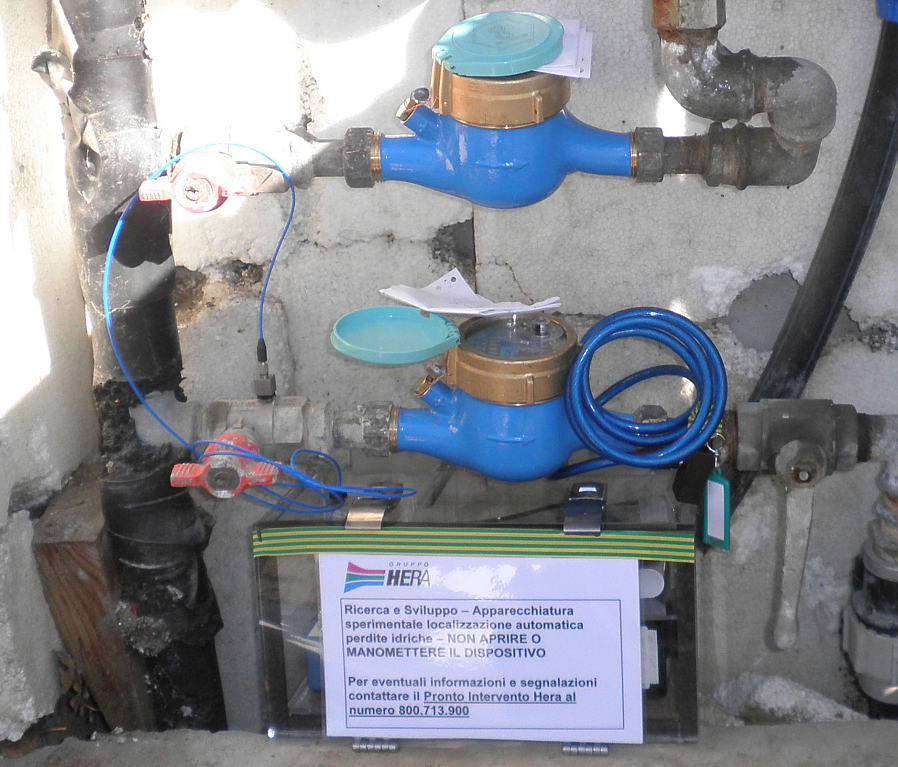 GRUPPO
HERA
Ricerca e Sviluppo – Apparecchiatura
sperimentale localizzazione automatica
perdite idriche – NON APRIRE O
MANOMETTERE IL DISPOSITIVO
Per eventuali informazioni e segnalazioni
contattare il Pronto Intervento Hera al
numero 800.713.900